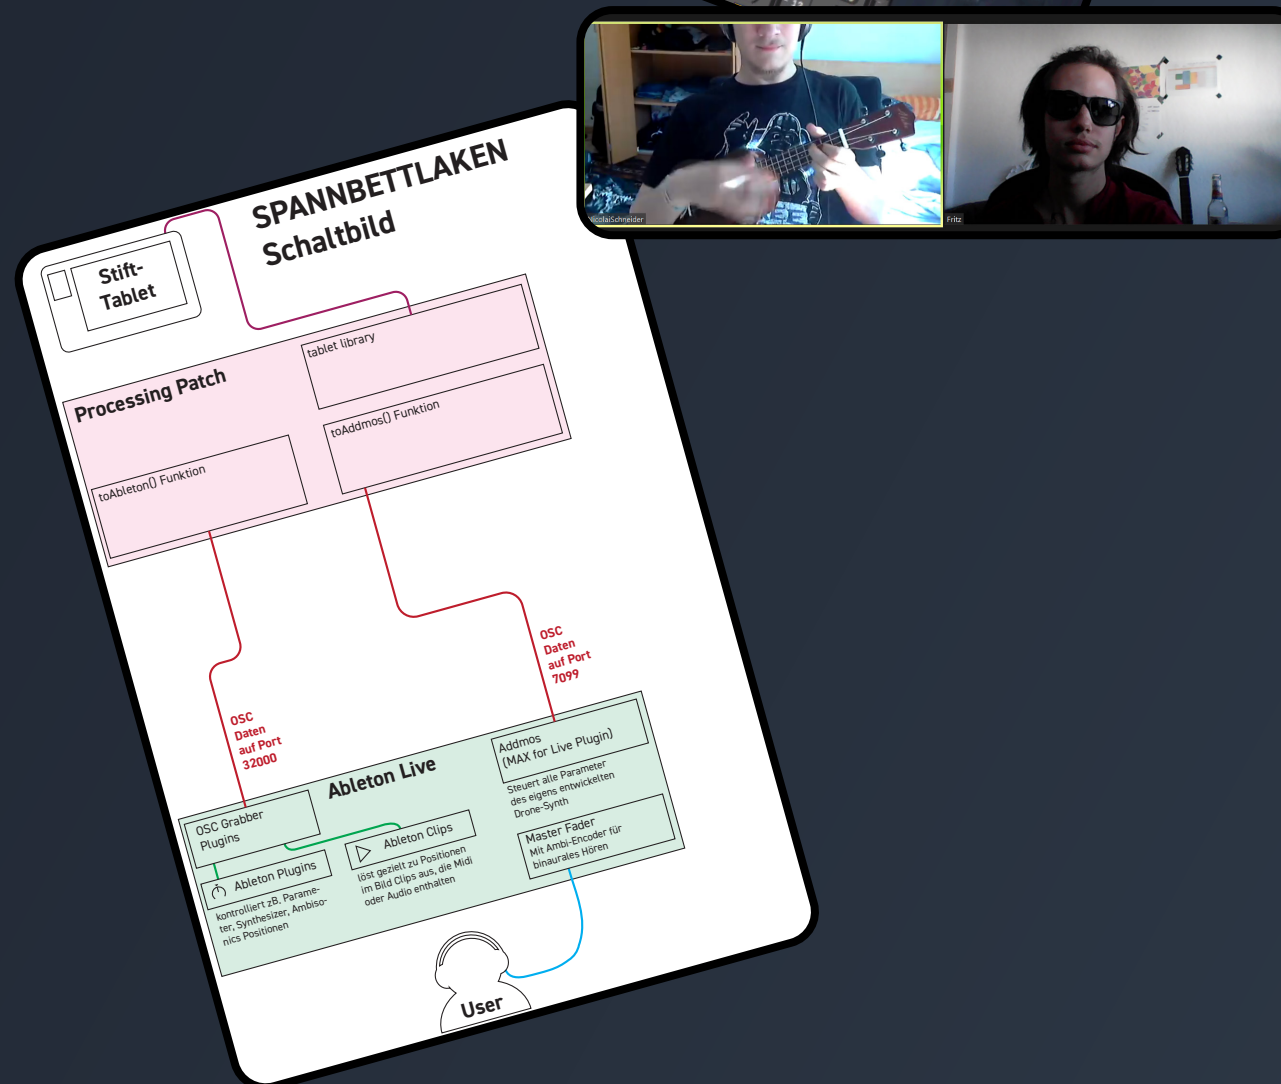 NicolaiSchneider
Fritz
SPANNBETTLAKEN
Schaltbild
Stift-
Tablet
Processing Patch
tablet library
toAddmos() Funktion
toAbleton() Funktion
OSC
Daten
auf Port
7099
OSC
Daten
auf Port
32000
Ableton Live
Addmos
(MAX for Live Plugin)
Steuert alle Parameter
des eigens entwickelten
Drone-Synth
OSC Grabber
Plugins
Ableton Clips
löst gezielt zu Positionen
im Bild Clips aus, die Midi
oder Audio enthalten
Master Fader
Mit Ambi-Encoder für
binaurales Hören
Ableton Plugins
kontrolliert zB. Parame-
ter, Synthesizer, Ambiso-
nics Positionen
User